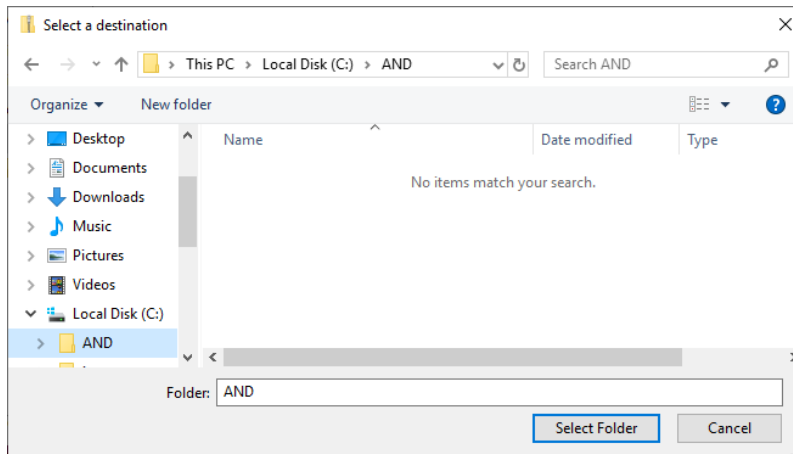 Select a destination
This PC > Local Disk (C:) > AND
Search AND
Organize
New folder
Name
Date modified
Type
No items match your search.
Desktop
Documents
Downloads
Music
Pictures
Videos
Local Disk (C:)
AND
Folder: AND
Select Folder
Cancel